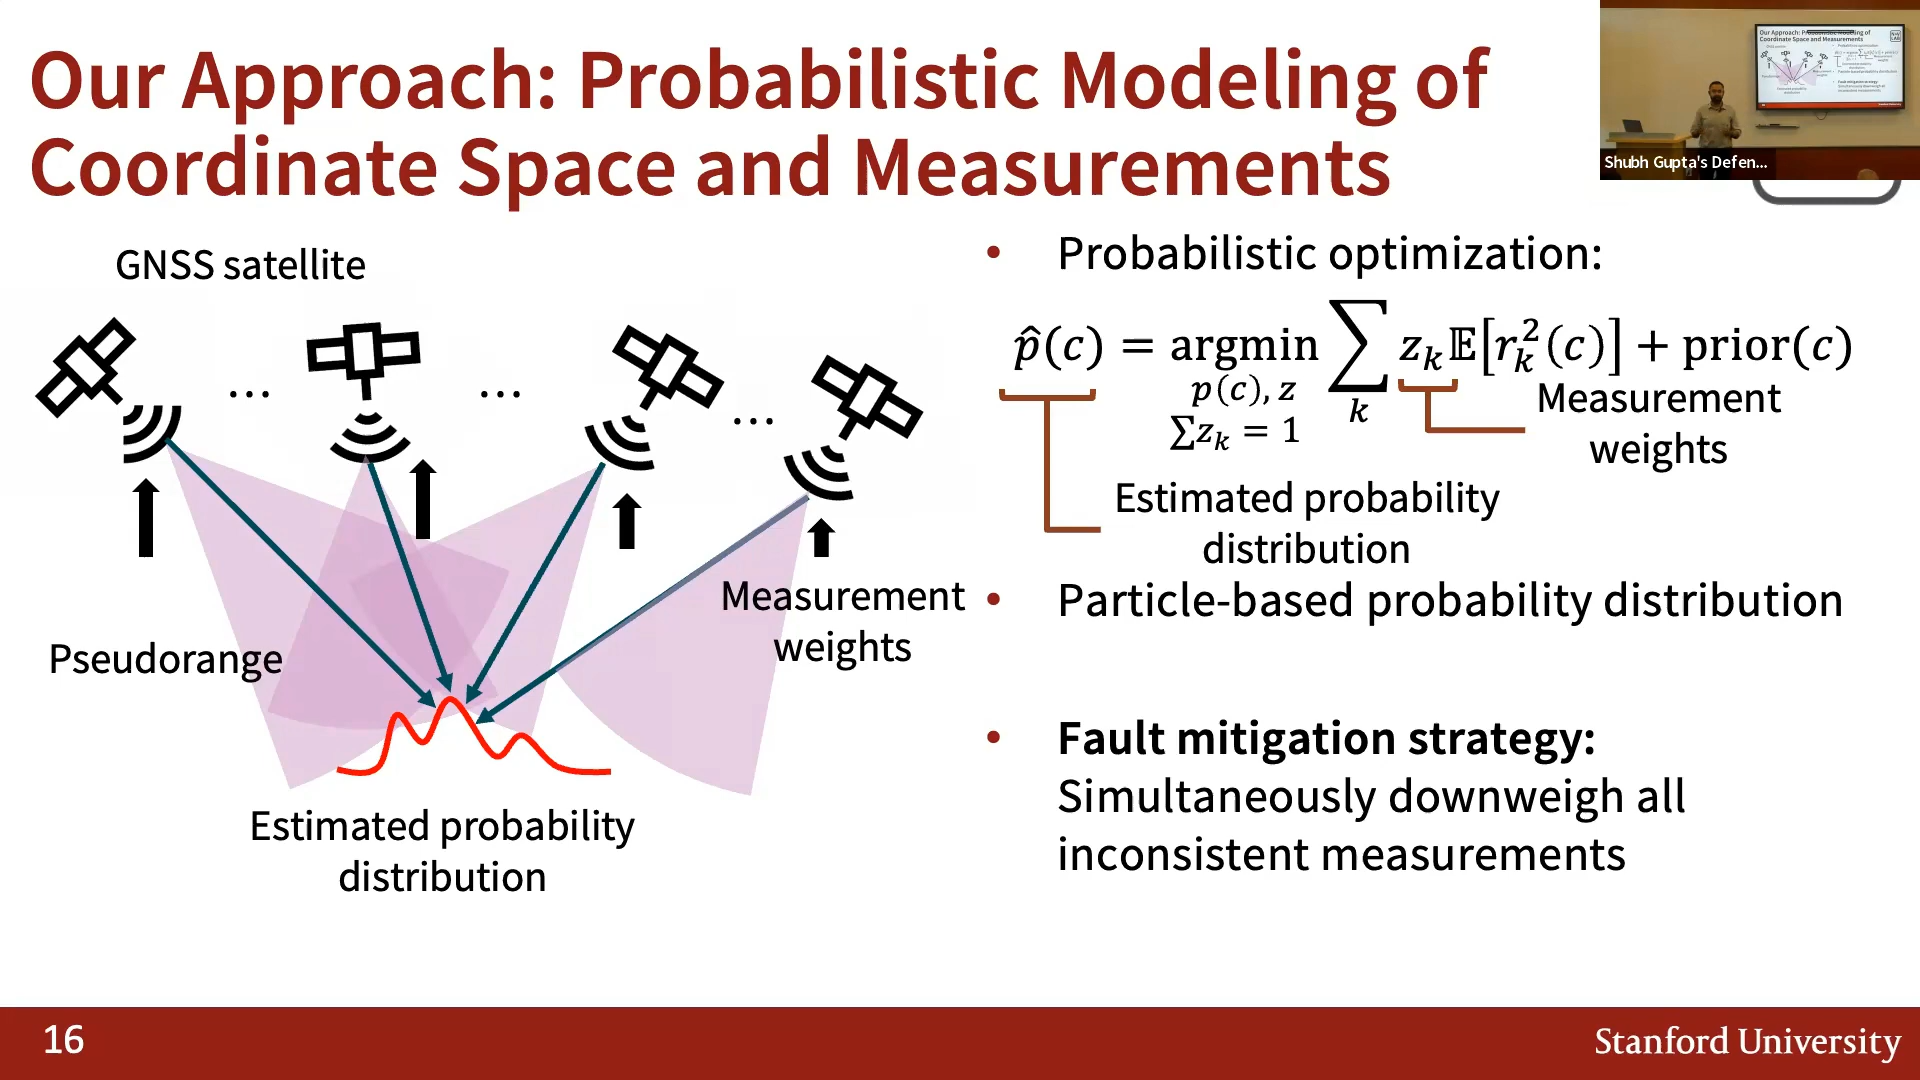 Our Approach: Probabilistic Modeling of
Coordinate Space and Measurements
Shubh Gupta's Defen...
GNSS satellite
...
...
...
Pseudorange
Measurement
weights
Estimated probability
distribution
• Probabilistic optimization:
p̂(c) = argmin ∑ z_k 𝔼[r_k^2(c)] + prior(c)
p(c), z
∑z_k = 1
k
Measurement
weights
Estimated probability
distribution
• Particle-based probability distribution
• Fault mitigation strategy:
Simultaneously downweigh all
inconsistent measurements
16
Stanford University